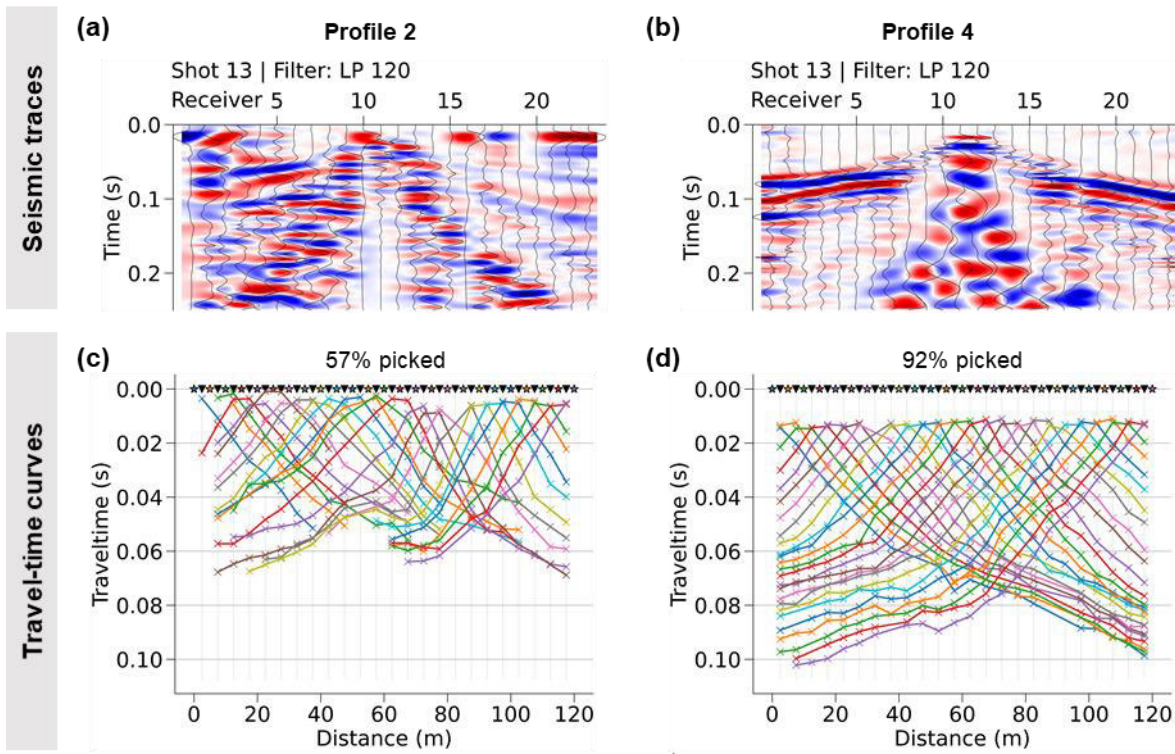 Seismic traces
(a)
Profile 2
Shot 13 | Filter: LP 120
Receiver 5 10 15 20
0.0
0.1
0.2
Time (s)
(b)
Profile 4
Shot 13 | Filter: LP 120
Receiver 5 10 15 20
0.0
0.1
0.2
Time (s)
Travel-time curves
(c)
57% picked
0.00
0.02
0.04
0.06
0.08
0.10
Traveltime (s)
0 20 40 60 80 100 120
Distance (m)
(d)
92% picked
0.00
0.02
0.04
0.06
0.08
0.10
Traveltime (s)
0 20 40 60 80 100 120
Distance (m)